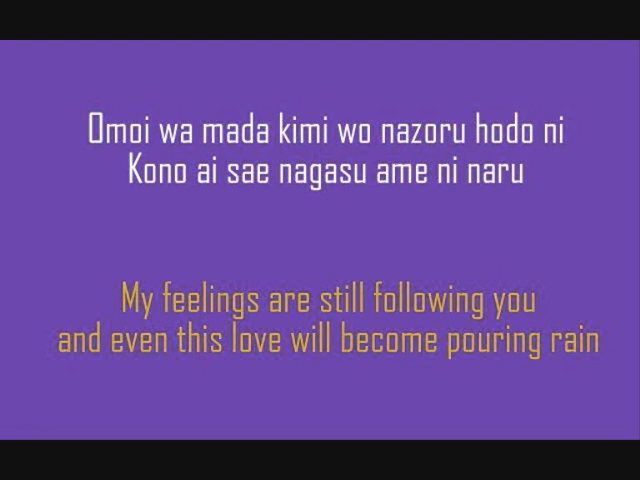 Omoi wa mada kimi wo nazoru hodo ni
Kono ai sae nagasu ame ni naru
My feelings are still following you
and even this love will become pouring rain